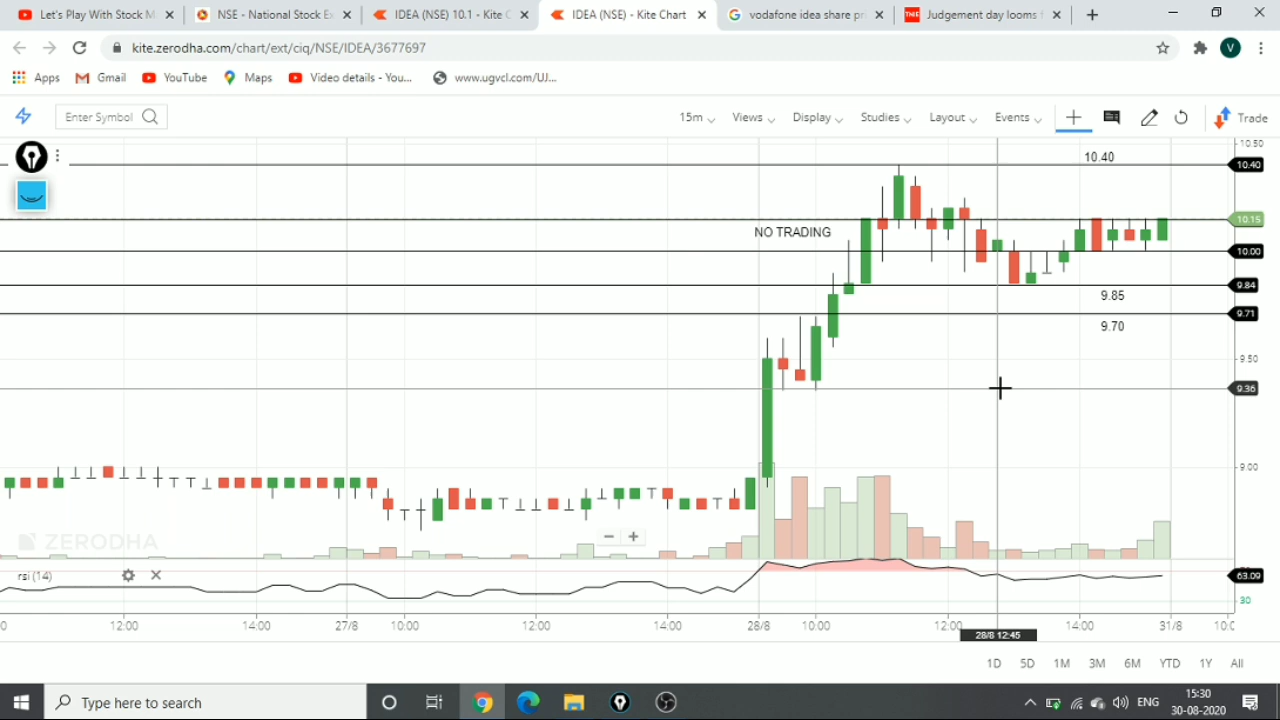 Let's Play With Stock M
NSE - National Stock Ex
IDEA (NSE) 10.1 - Kite C
IDEA (NSE) - Kite Chart
vodafone idea share pr
Judgement day looms f
kite.zerodha.com/chart/ext/ciq/NSE/IDEA/3677697
V
Apps
Gmail
YouTube
Maps
Video details - You...
www.ugvcl.com/UJ...
Enter Symbol
15m
Views
Display
Studies
Layout
Events
Trade
10.50
10.40
10.40
10.15
NO TRADING
10.00
9.84
9.85
9.71
9.70
9.50
9.36
9.00
ZERODHA
rsi (14)
63.09
30
12:00
14:00
27/8
10:00
12:00
14:00
28/8
10:00
12:00
28/8 12:45
14:00
31/8
1D
5D
1M
3M
6M
YTD
1Y
All
Type here to search
ENG
15:30
30-08-2020